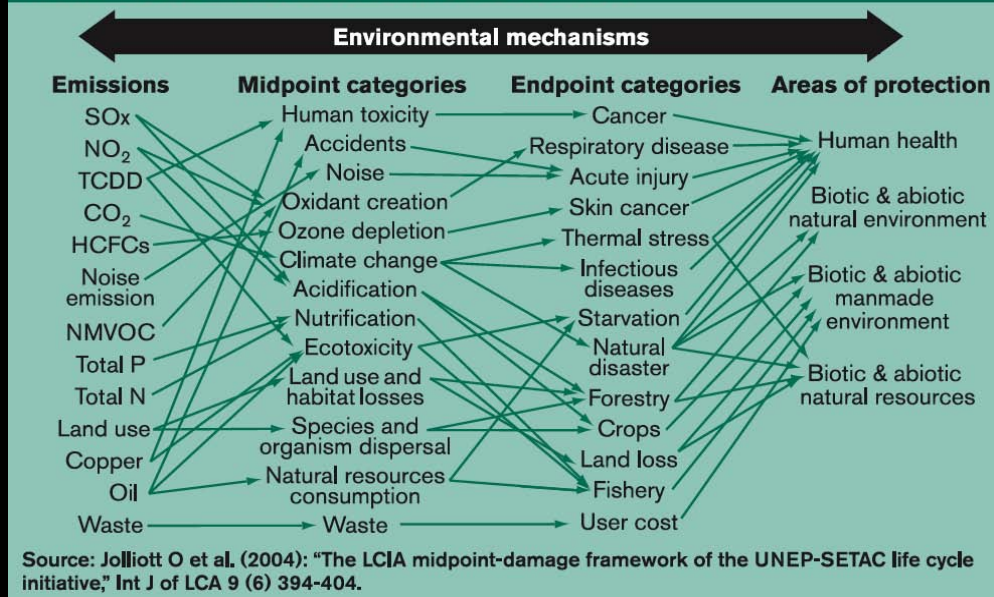 Environmental mechanisms
Emissions
Midpoint categories
Endpoint categories
Areas of protection
SOx
NO₂
TCDD
CO₂
HCFCs
Noise
emission
NMVOC
Total P
Total N
Land use
Copper
Oil
Waste
Human toxicity
Accidents
Noise
Oxidant creation
Ozone depletion
Climate change
Acidification
Nutrification
Ecotoxicity
Land use and
habitat losses
Species and
organism dispersal
Natural resources
consumption
Waste
Cancer
Respiratory disease
Acute injury
Skin cancer
Thermal stress
Infectious
diseases
Starvation
Natural
disaster
Forestry
Crops
Land loss
Fishery
User cost
Human health
Biotic & abiotic
natural environment
Biotic & abiotic
manmade
environment
Biotic & abiotic
natural resources
Source: Jolliott O et al. (2004): “The LCIA midpoint-damage framework of the UNEP-SETAC life cycle
initiative,” Int J of LCA 9 (6) 394-404.